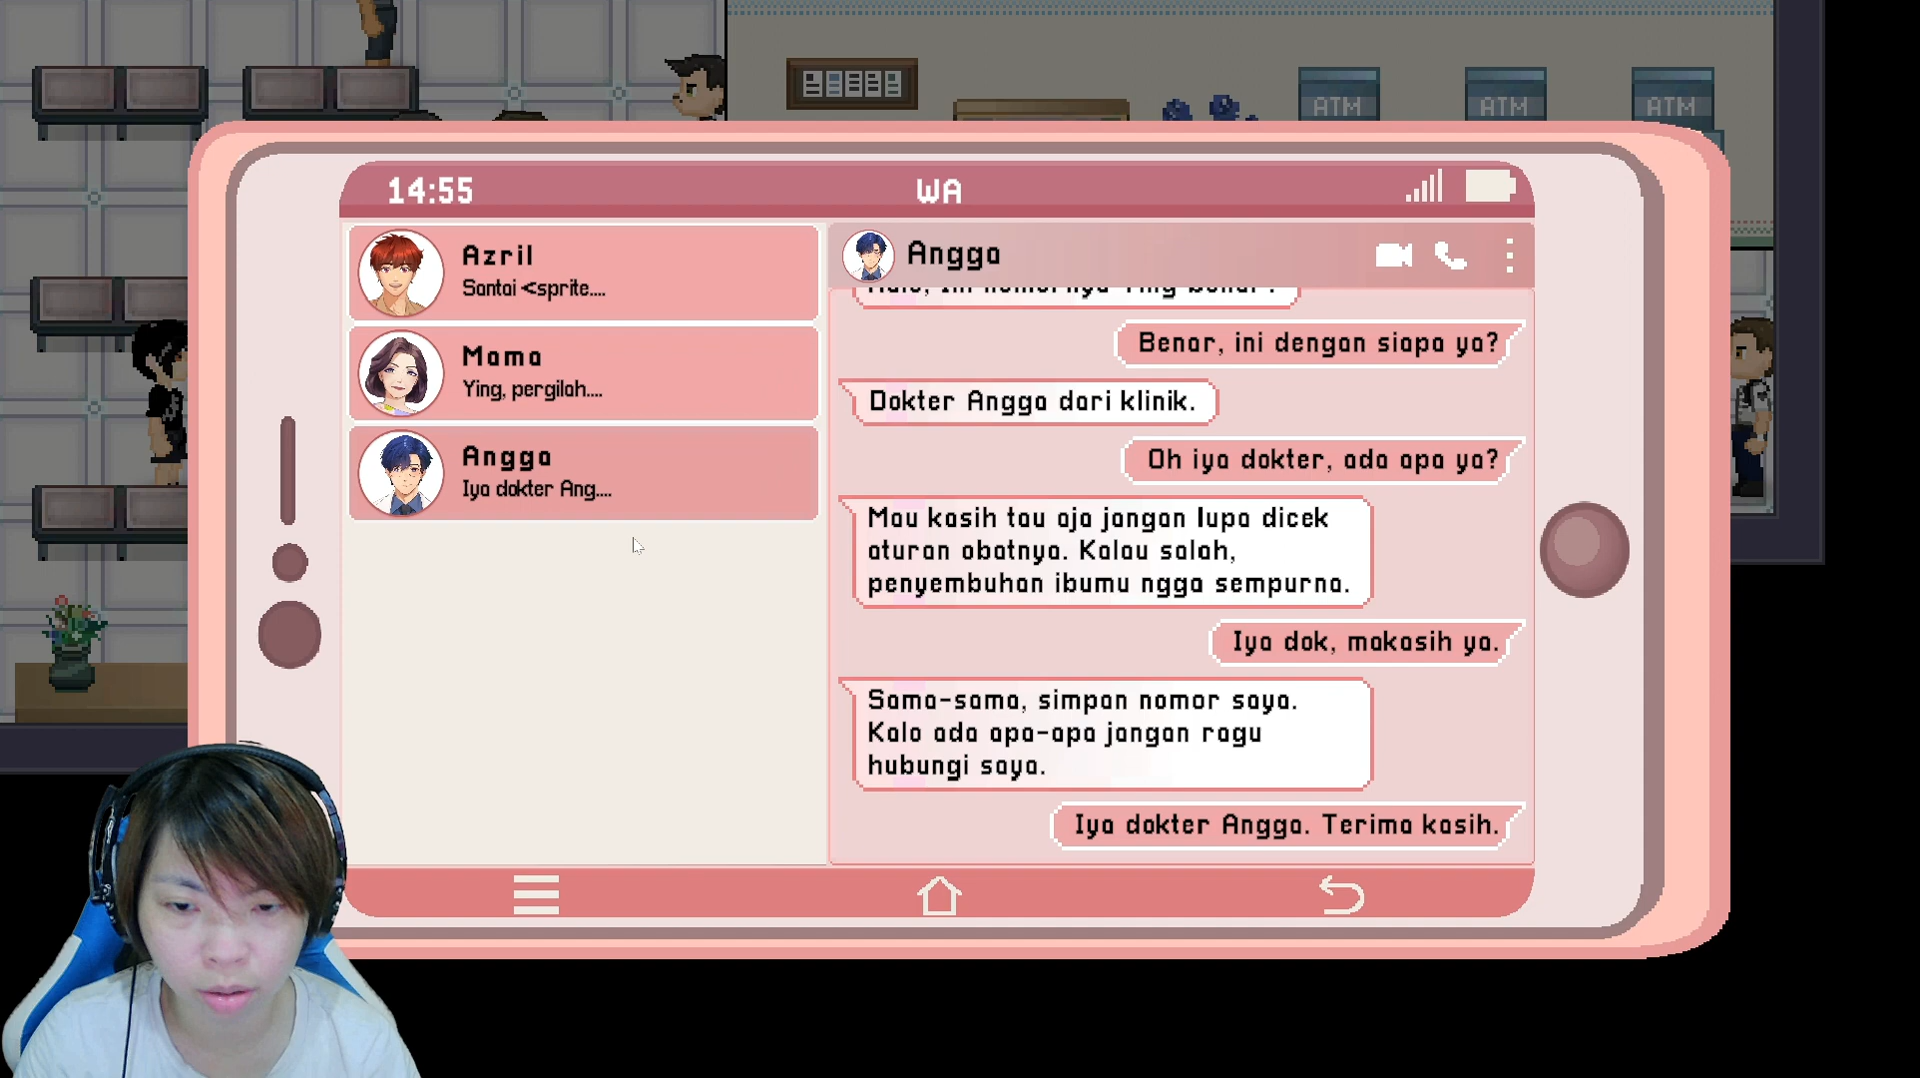 ATM
ATM
ATM
14:55
WA
Azril
Santai <sprite....
Mama
Ying, pergilah....
Angga
Iya dokter Ang....
Angga
Benar, ini dengan siapa ya?
Dokter Angga dari klinik.
Oh iya dokter, ada apa ya?
Mau kasih tau aja jangan lupa dicek
aturan obatnya. Kalau salah,
penyembuhan ibumu ngga sempurna.
Iya dok, makasih ya.
Sama-sama, simpan nomor saya.
Kalo ada apa-apa jangan ragu
hubungi saya.
Iya dokter Angga. Terima kasih.